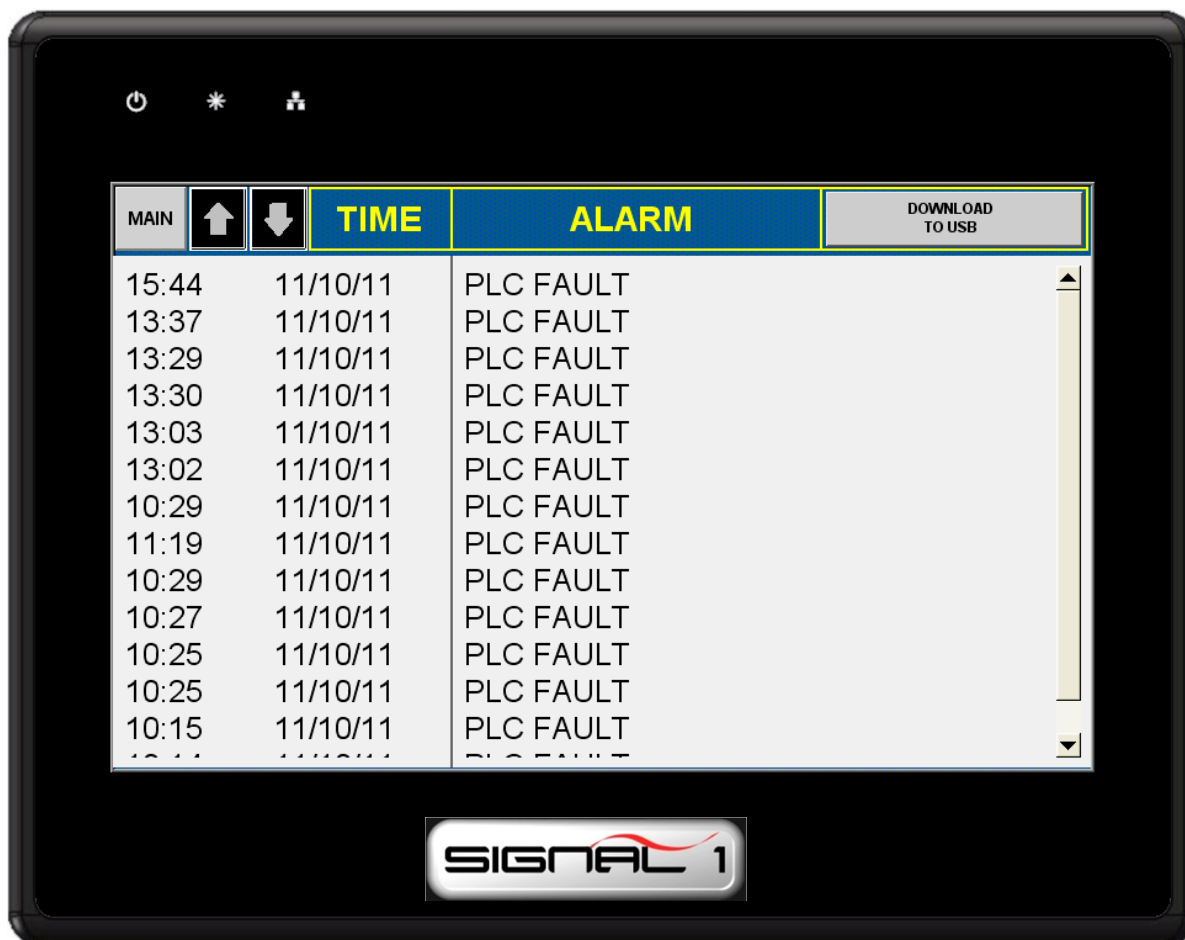 MAIN TIME ALARM DOWNLOAD
TO USB
15:44 11/10/11 PLC FAULT
13:37 11/10/11 PLC FAULT
13:29 11/10/11 PLC FAULT
13:30 11/10/11 PLC FAULT
13:03 11/10/11 PLC FAULT
13:02 11/10/11 PLC FAULT
10:29 11/10/11 PLC FAULT
11:19 11/10/11 PLC FAULT
10:29 11/10/11 PLC FAULT
10:27 11/10/11 PLC FAULT
10:25 11/10/11 PLC FAULT
10:25 11/10/11 PLC FAULT
10:15 11/10/11 PLC FAULT
SIGNAL 1